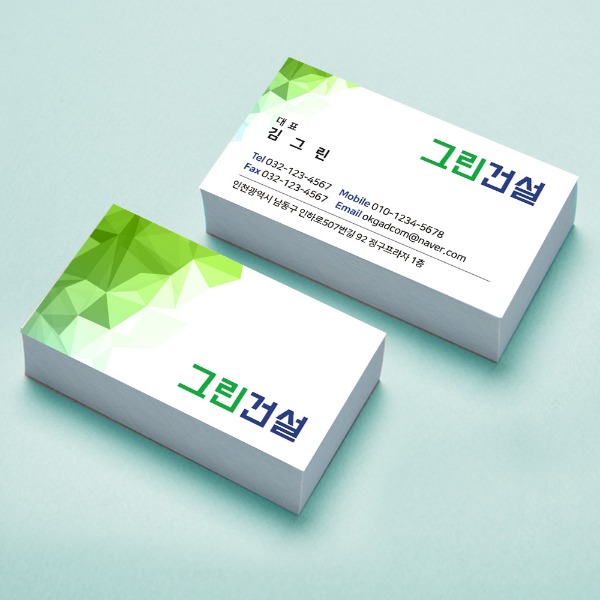 대 표
김 그 린
그린건설
Tel 032-123-4567 Mobile 010-1234-5678
Fax 032-123-4567 Email okgadcom@naver.com
인천광역시 남동구 인하로507번길 92 정구프라자 1층
그린건설